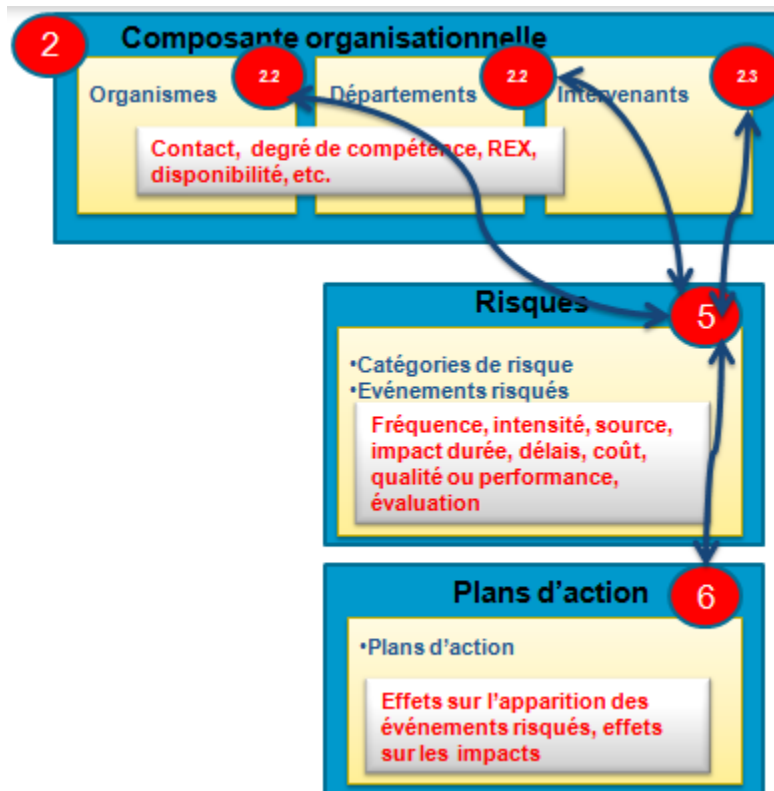 2
Composante organisationnelle
Organismes
2.2
Départements
2.2
Intervenants
2.3
Contact, degré de compétence, REX,
disponibilité, etc.
Risques
5
•Catégories de risque
•Evénements risqués
Fréquence, intensité, source,
impact durée, délais, coût,
qualité ou performance,
évaluation
Plans d’action
6
•Plans d’action
Effets sur l’apparition des
événements risqués, effets
sur les impacts